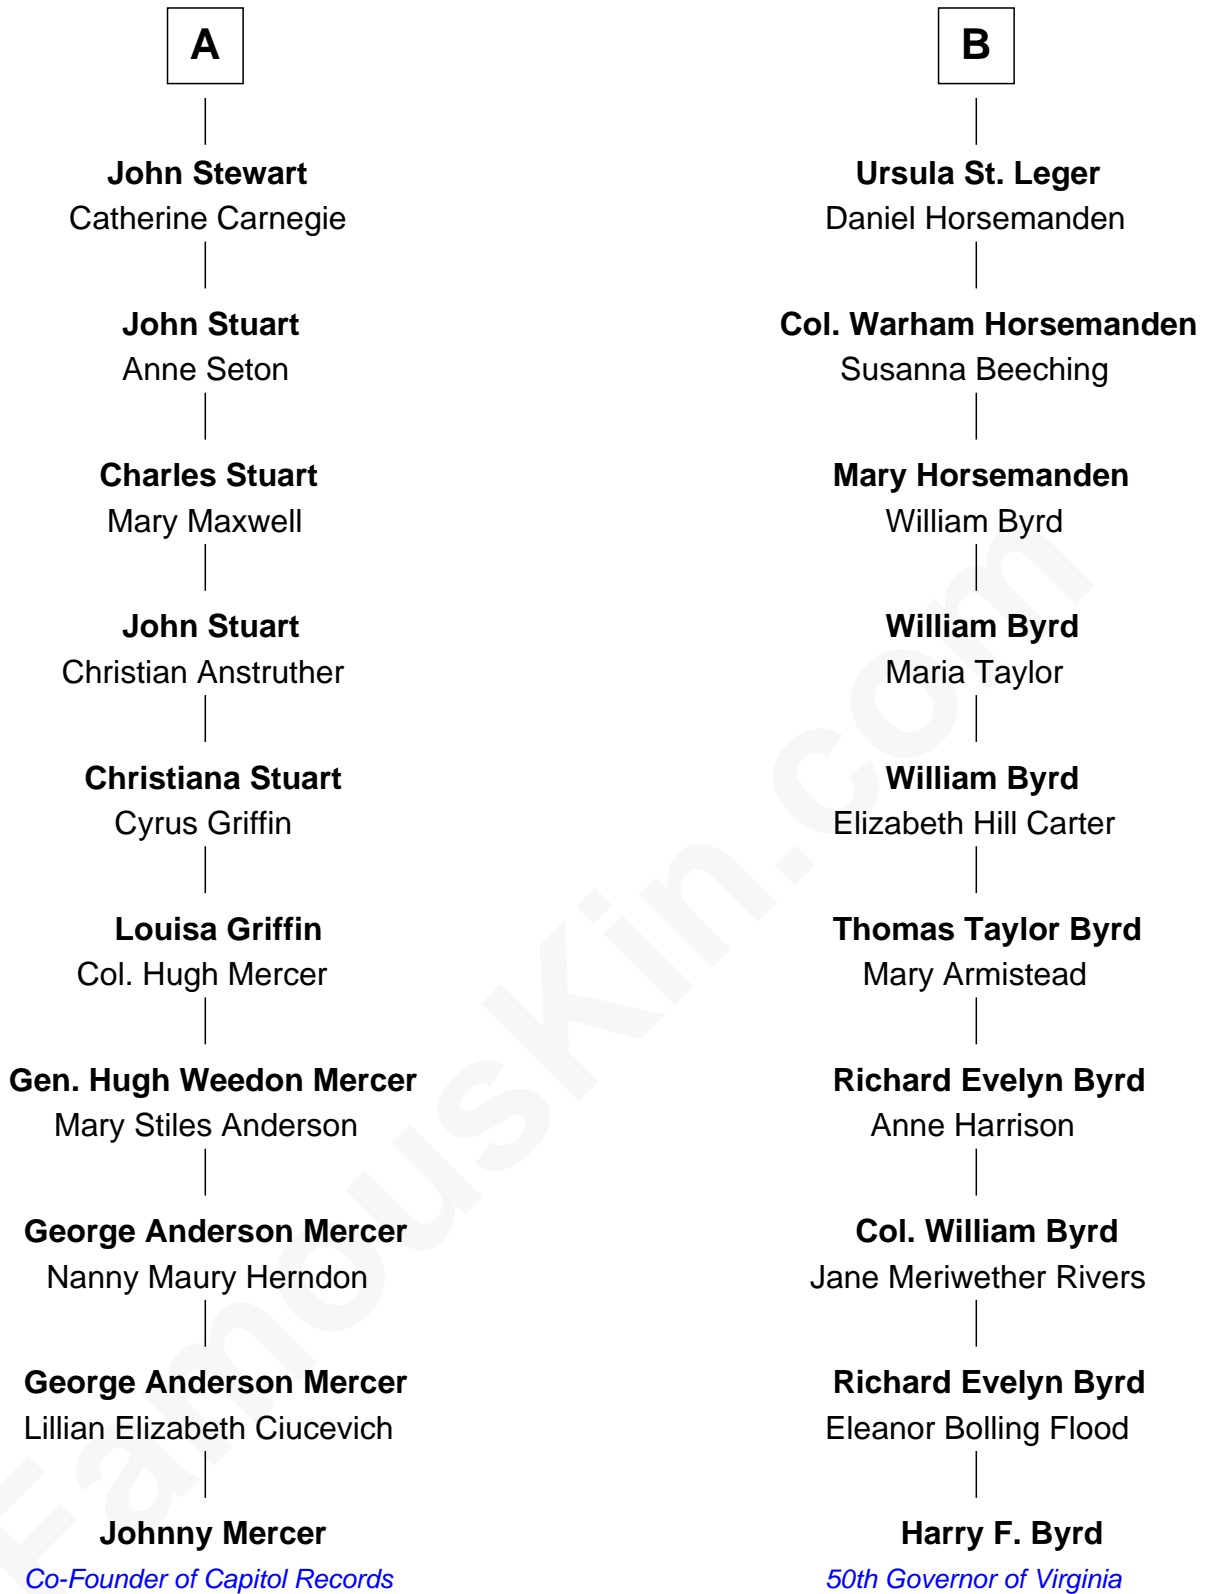 A
John Stewart
Catherine Carnegie
John Stuart
Anne Seton
Charles Stuart
Mary Maxwell
John Stuart
Christian Anstruther
Christiana Stuart
Cyrus Griffin
Louisa Griffin
Col. Hugh Mercer
Gen. Hugh Weedon Mercer
Mary Stiles Anderson
George Anderson Mercer
Nanny Maury Herndon
George Anderson Mercer
Lillian Elizabeth Ciucevich
Johnny Mercer
Co-Founder of Capitol Records
B
Ursula St. Leger
Daniel Horsemanden
Col. Warham Horsemanden
Susanna Beeching
Mary Horsemanden
William Byrd
William Byrd
Maria Taylor
William Byrd
Elizabeth Hill Carter
Thomas Taylor Byrd
Mary Armistead
Richard Evelyn Byrd
Anne Harrison
Col. William Byrd
Jane Meriwether Rivers
Richard Evelyn Byrd
Eleanor Bolling Flood
Harry F. Byrd
50th Governor of Virginia
FamousKin.com